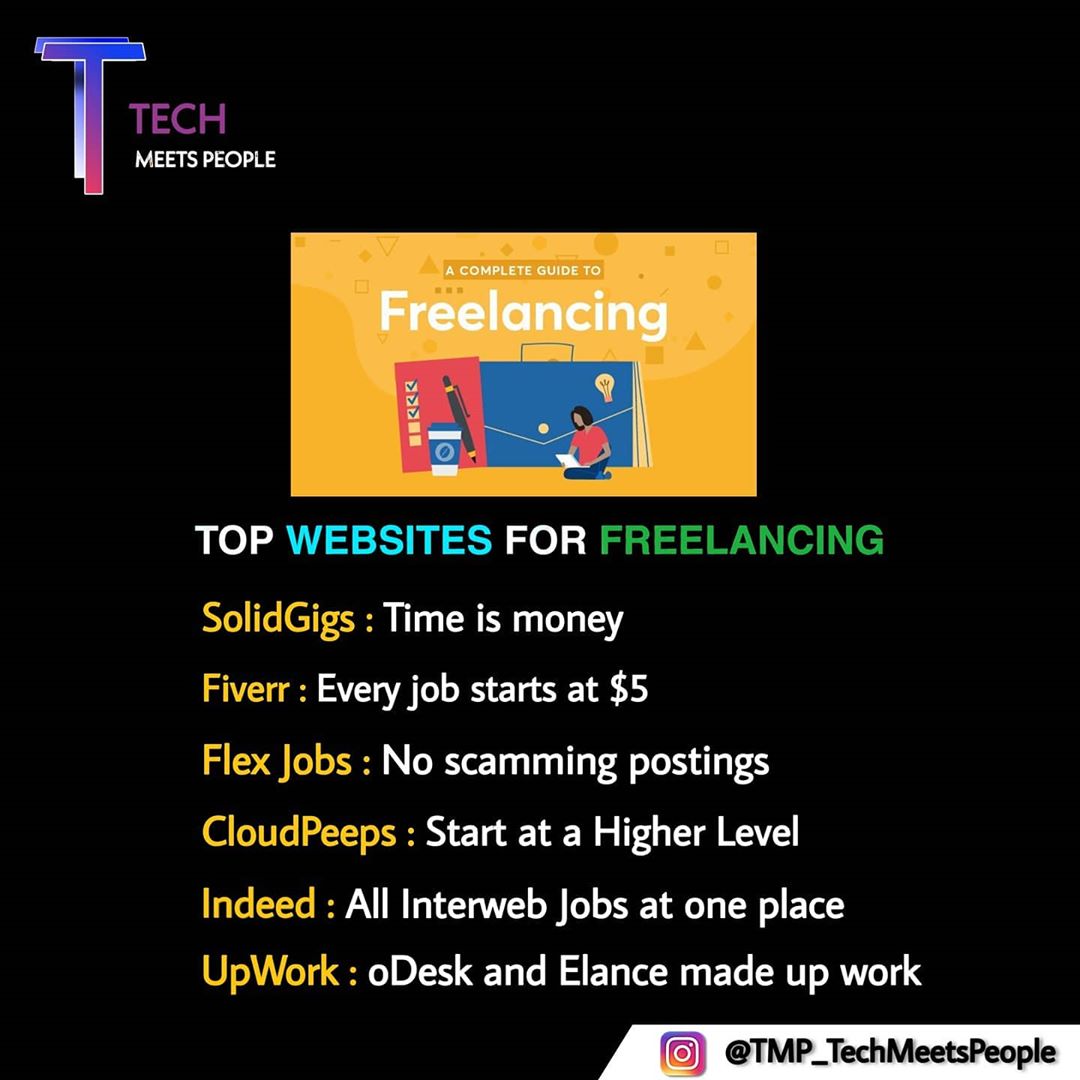 T
TECH
MEETS PEOPLE
A COMPLETE GUIDE TO
Freelancing
TOP WEBSITES FOR FREELANCING
SolidGigs : Time is money
Fiverr : Every job starts at $5
Flex Jobs : No scamming postings
CloudPeeps : Start at a Higher Level
Indeed : All Interweb Jobs at one place
UpWork : oDesk and Elance made up work
@TMP_TechMeetsPeople